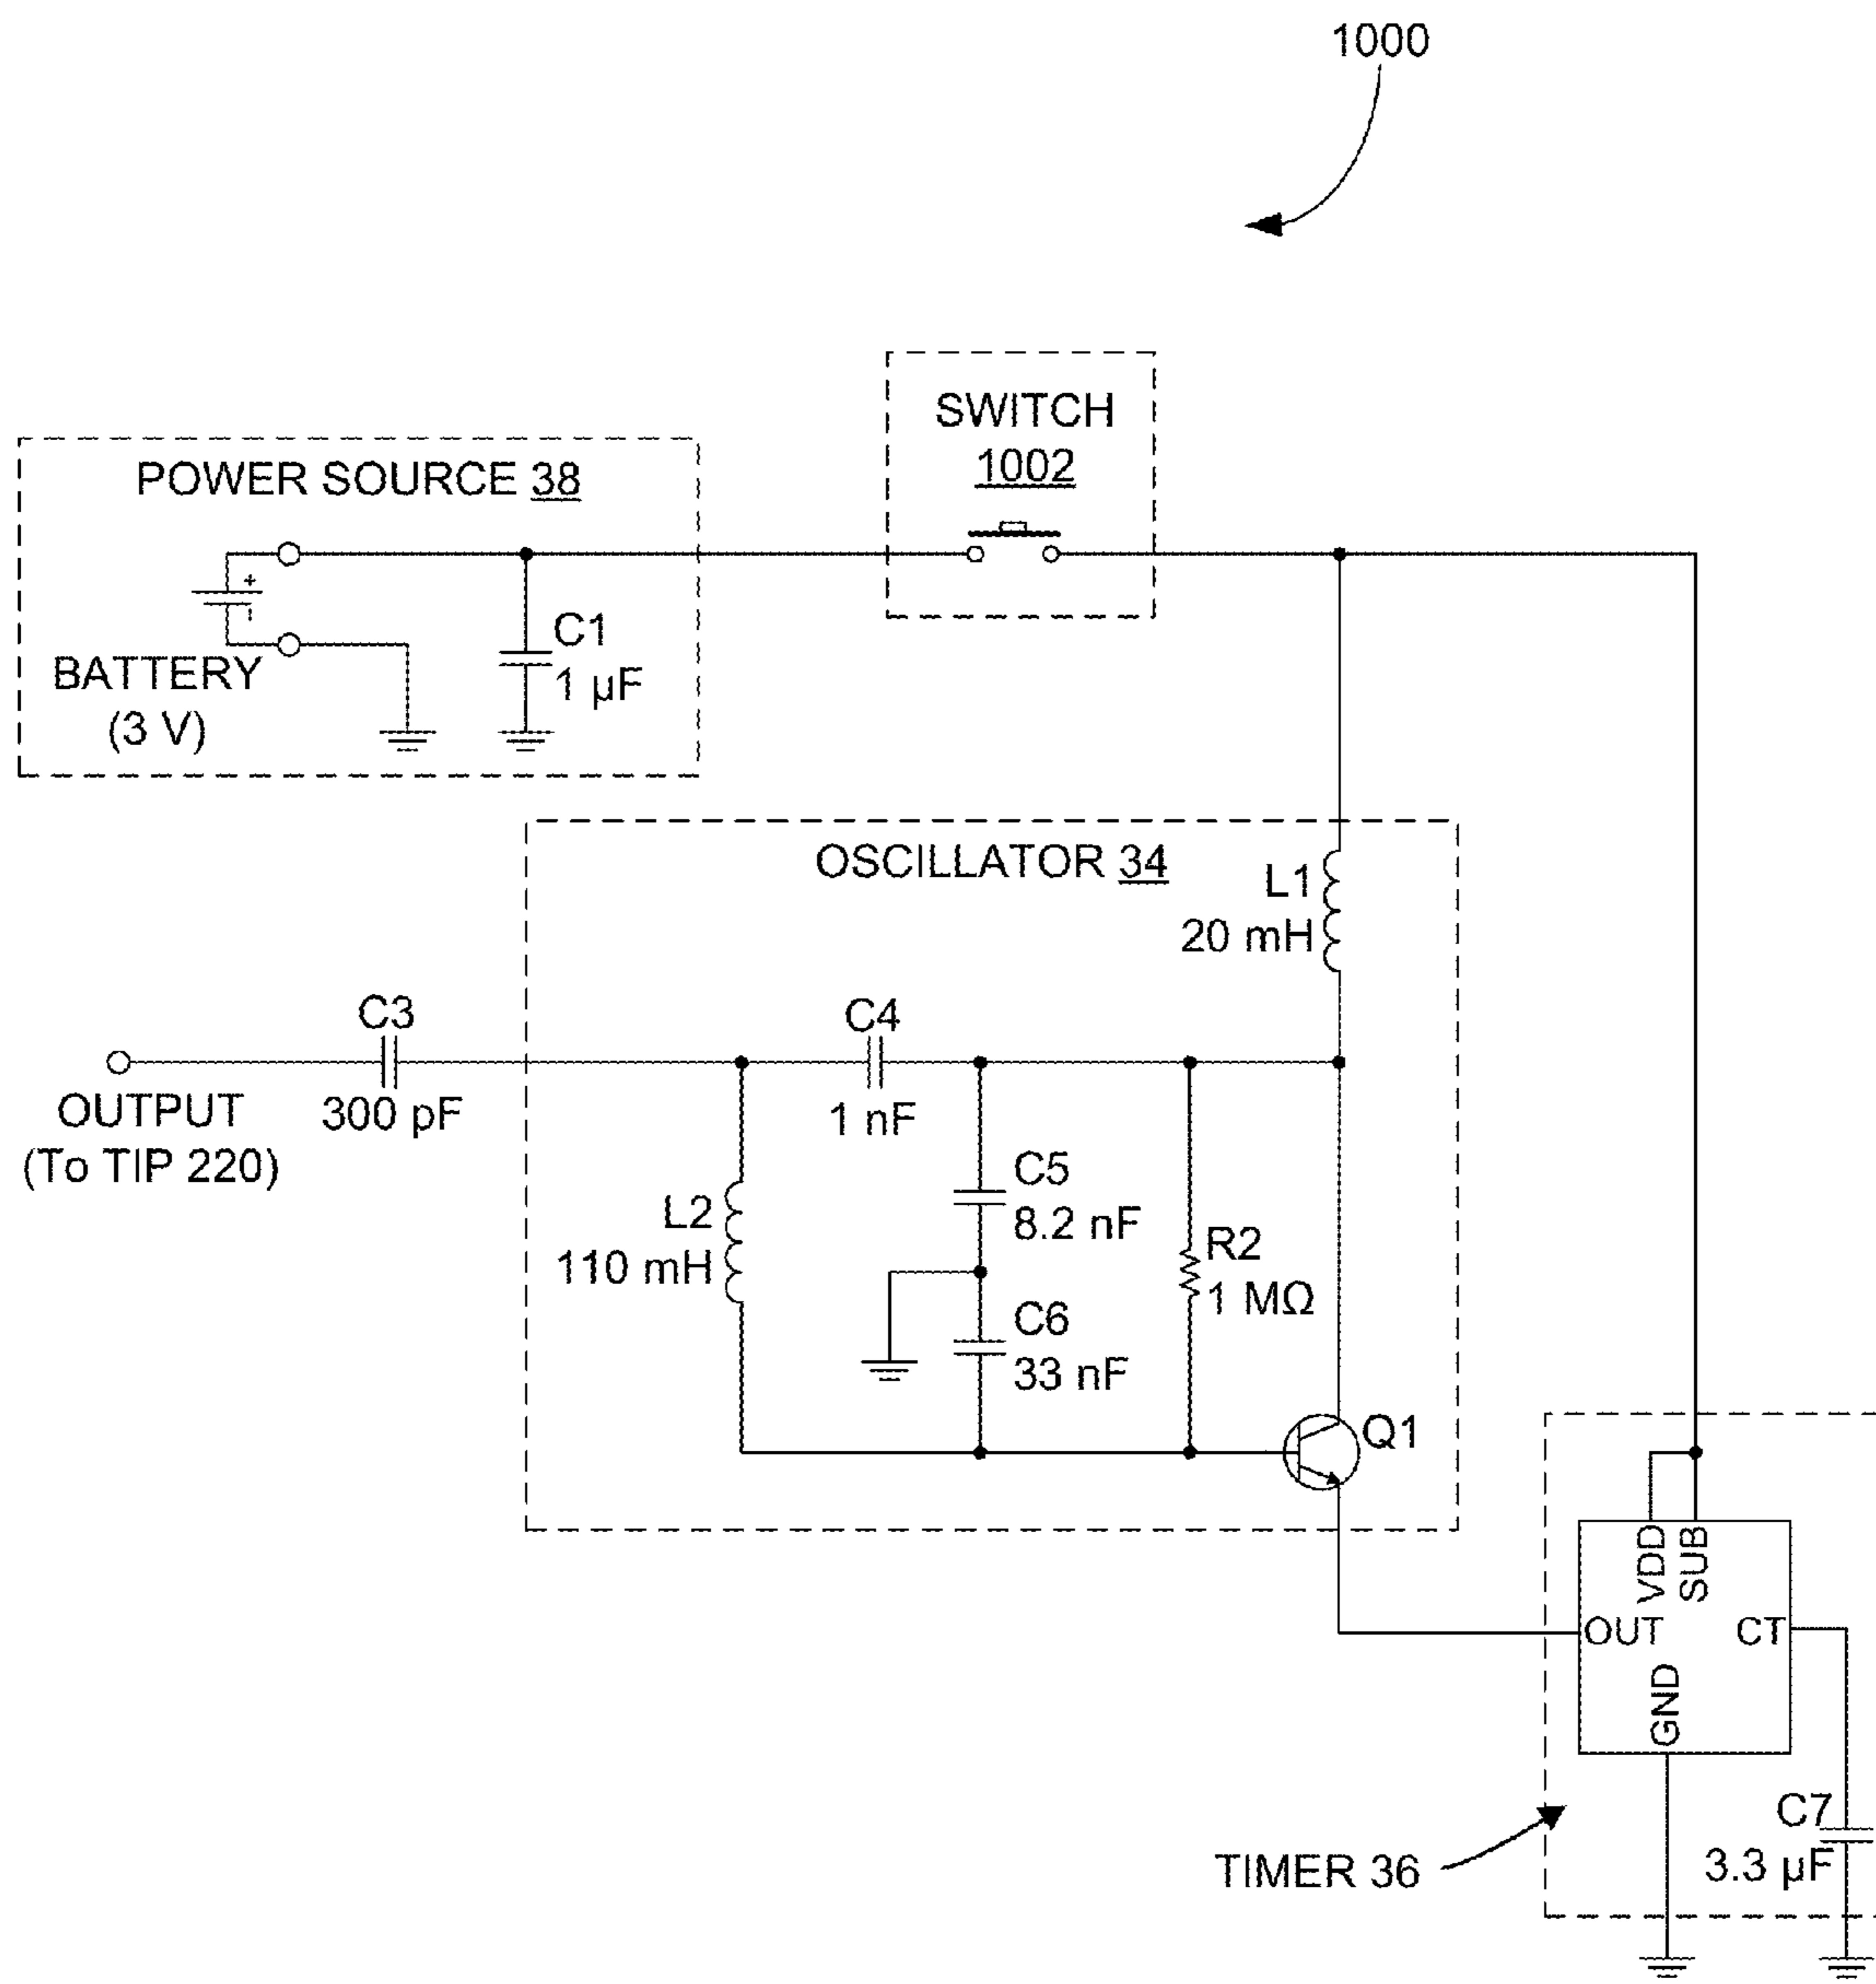 1000
SWITCH
1002
POWER SOURCE 38
+
-
BATTERY
(3 V)
C1
1 µF
OSCILLATOR 34
L1
20 mH
C3
300 pF
OUTPUT
(To TIP 220)
C4
1 nF
L2
110 mH
C5
8.2 nF
C6
33 nF
R2
1 MΩ
Q1
VDD
SUB
OUT
CT
GND
C7
3.3 µF
TIMER 36